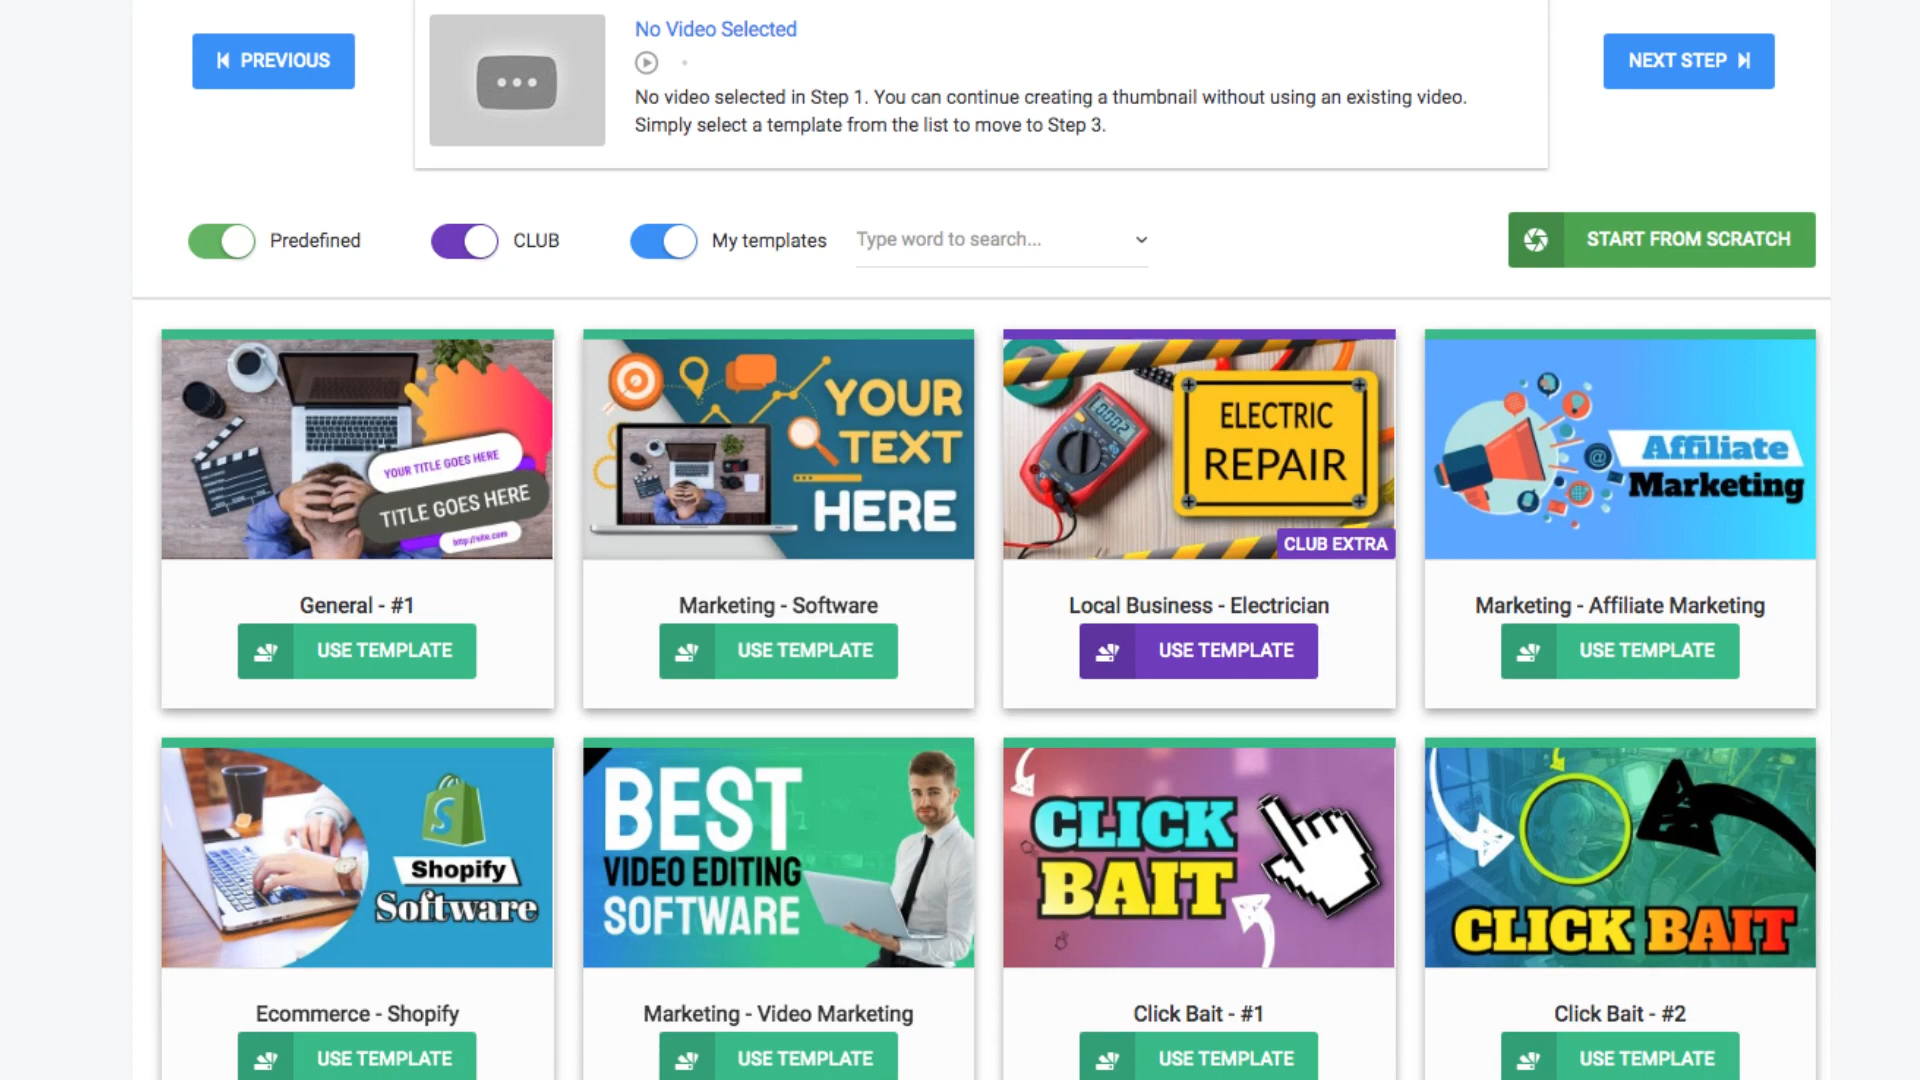 PREVIOUS
No Video Selected
No video selected in Step 1. You can continue creating a thumbnail without using an existing video.
Simply select a template from the list to move to Step 3.
NEXT STEP
Predefined
CLUB
My templates
Type word to search...
START FROM SCRATCH
YOUR TITLE GOES HERE
TITLE GOES HERE
http://site.com
General - #1
USE TEMPLATE
YOUR
TEXT
HERE
Marketing - Software
USE TEMPLATE
ELECTRIC
REPAIR
CLUB EXTRA
Local Business - Electrician
USE TEMPLATE
Affiliate
Marketing
Marketing - Affiliate Marketing
USE TEMPLATE
Shopify
Software
Ecommerce - Shopify
USE TEMPLATE
BEST
VIDEO EDITING
SOFTWARE
Marketing - Video Marketing
USE TEMPLATE
CLICK
BAIT
Click Bait - #1
USE TEMPLATE
CLICK BAIT
Click Bait - #2
USE TEMPLATE